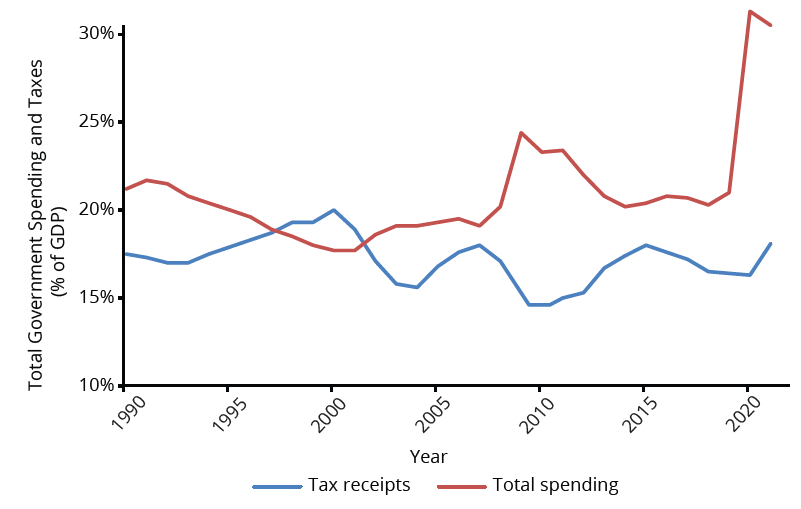 Total Government Spending and Taxes
(% of GDP)
30%
25%
20%
15%
10%
1990
1995
2000
2005
2010
2015
2020
Year
Tax receipts
Total spending